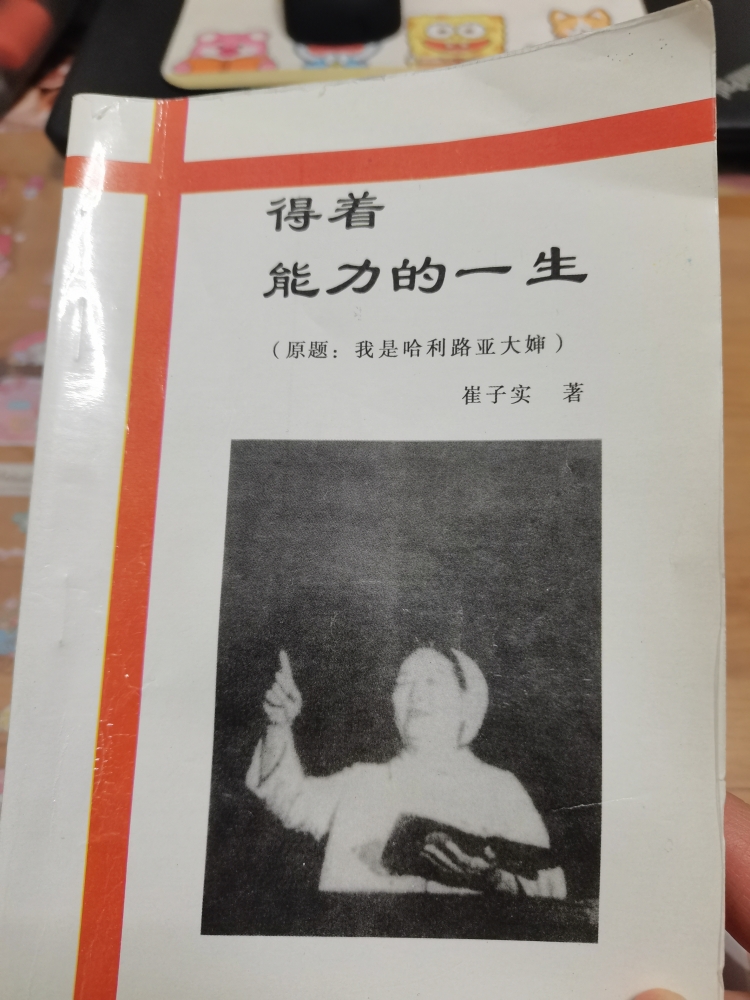 得着
能力的一生
（原题：我是哈利路亚大婶）
崔子实 著